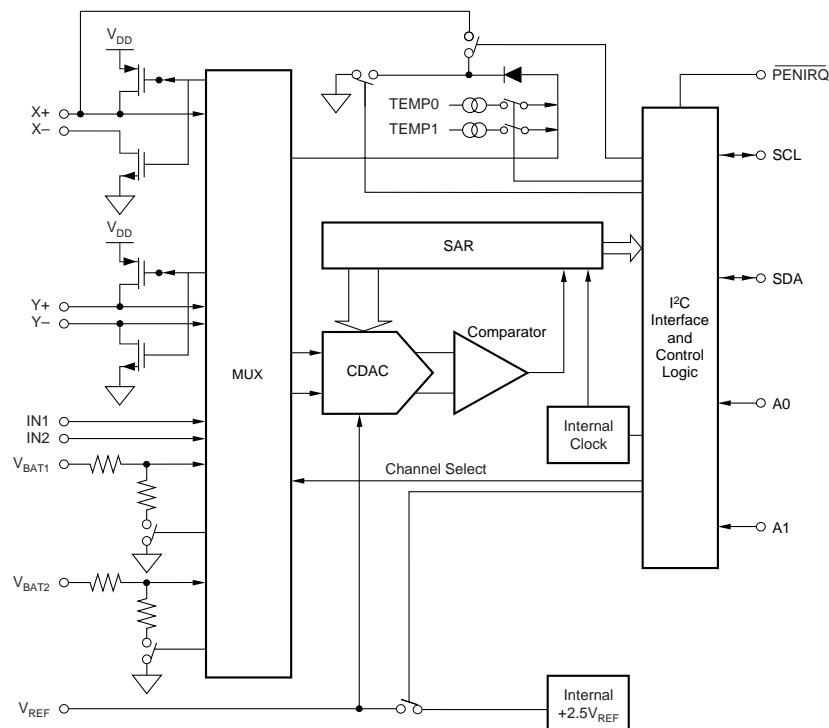 V_DD
PENIRQ
TEMP0
X+
X−
TEMP1
SCL
V_DD
SAR
SDA
I²C
Interface
and
Control
Logic
Y+
Y−
Comparator
MUX
CDAC
A0
IN1
IN2
Internal
Clock
V_BAT1
Channel Select
A1
V_BAT2
V_REF
Internal
+2.5V_REF